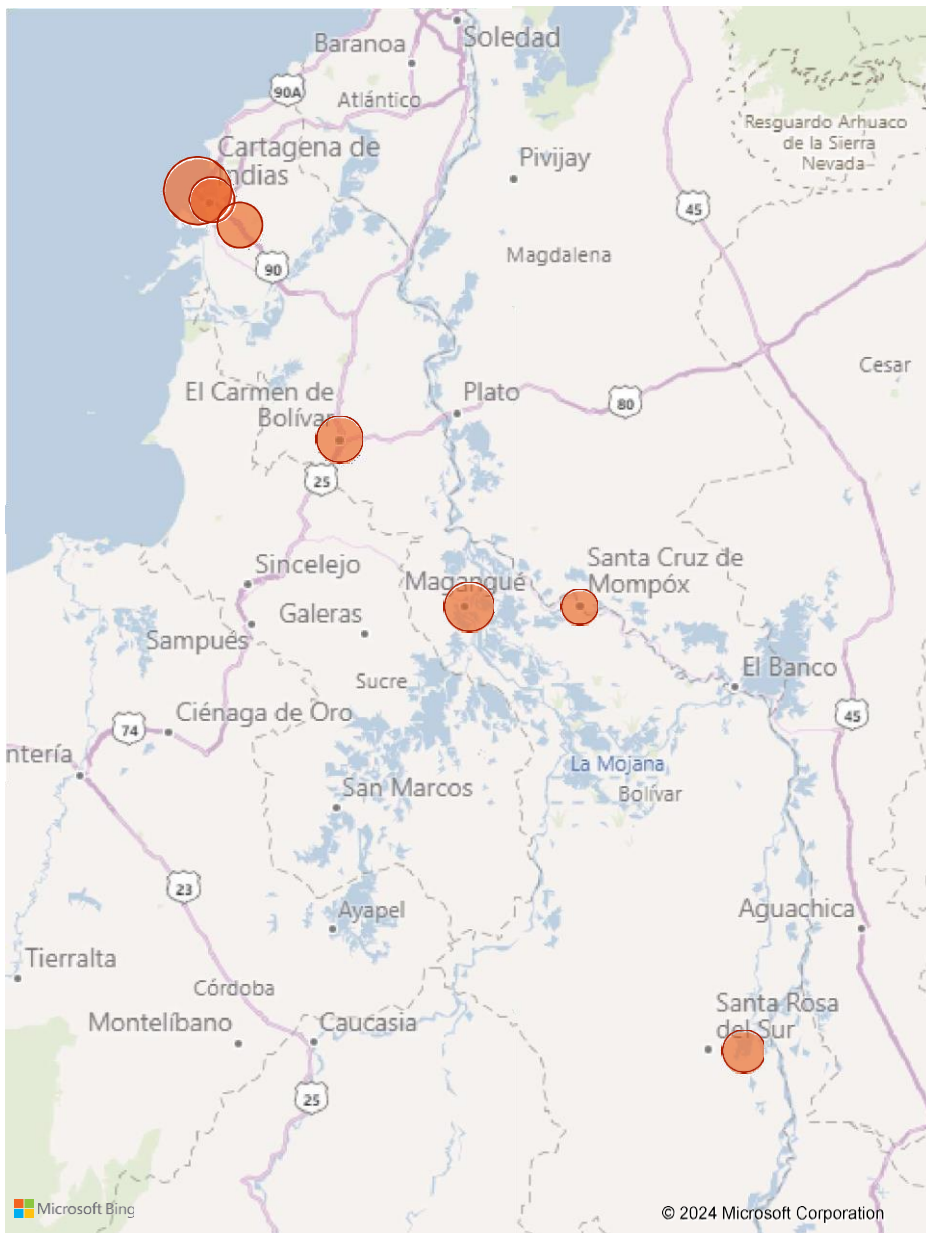 Soledad
Baranoa
90A
Atlántico
Resguardo Arhuaco
de la Sierra
Nevada
Cartagena de
Indias
Pivijay
45
Magdalena
90
Cesar
El Carmen de
Bolívar
Plato
80
25
Santa Cruz de
Mompóx
Sincelejo
Magangué
Galeras
Sampués
El Banco
Sucre
Ciénaga de Oro
45
74
ntería
La Mojana
San Marcos
Bolívar
23
Ayapel
Aguachica
Tierralta
Córdoba
Santa Rosa
del Sur
Montelíbano
Caucasia
25
Microsoft Bing
© 2024 Microsoft Corporation